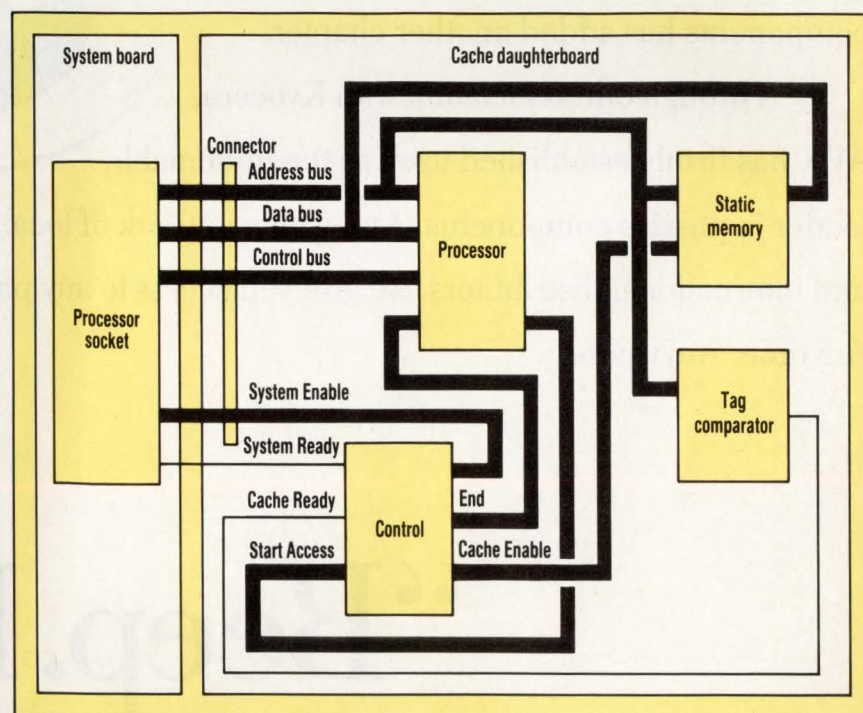 System board
Cache daughterboard
Connector
Address bus
Data bus
Control bus
Processor
Static
memory
Processor
socket
System Enable
Tag
comparator
System Ready
Cache Ready
End
Control
Start Access
Cache Enable